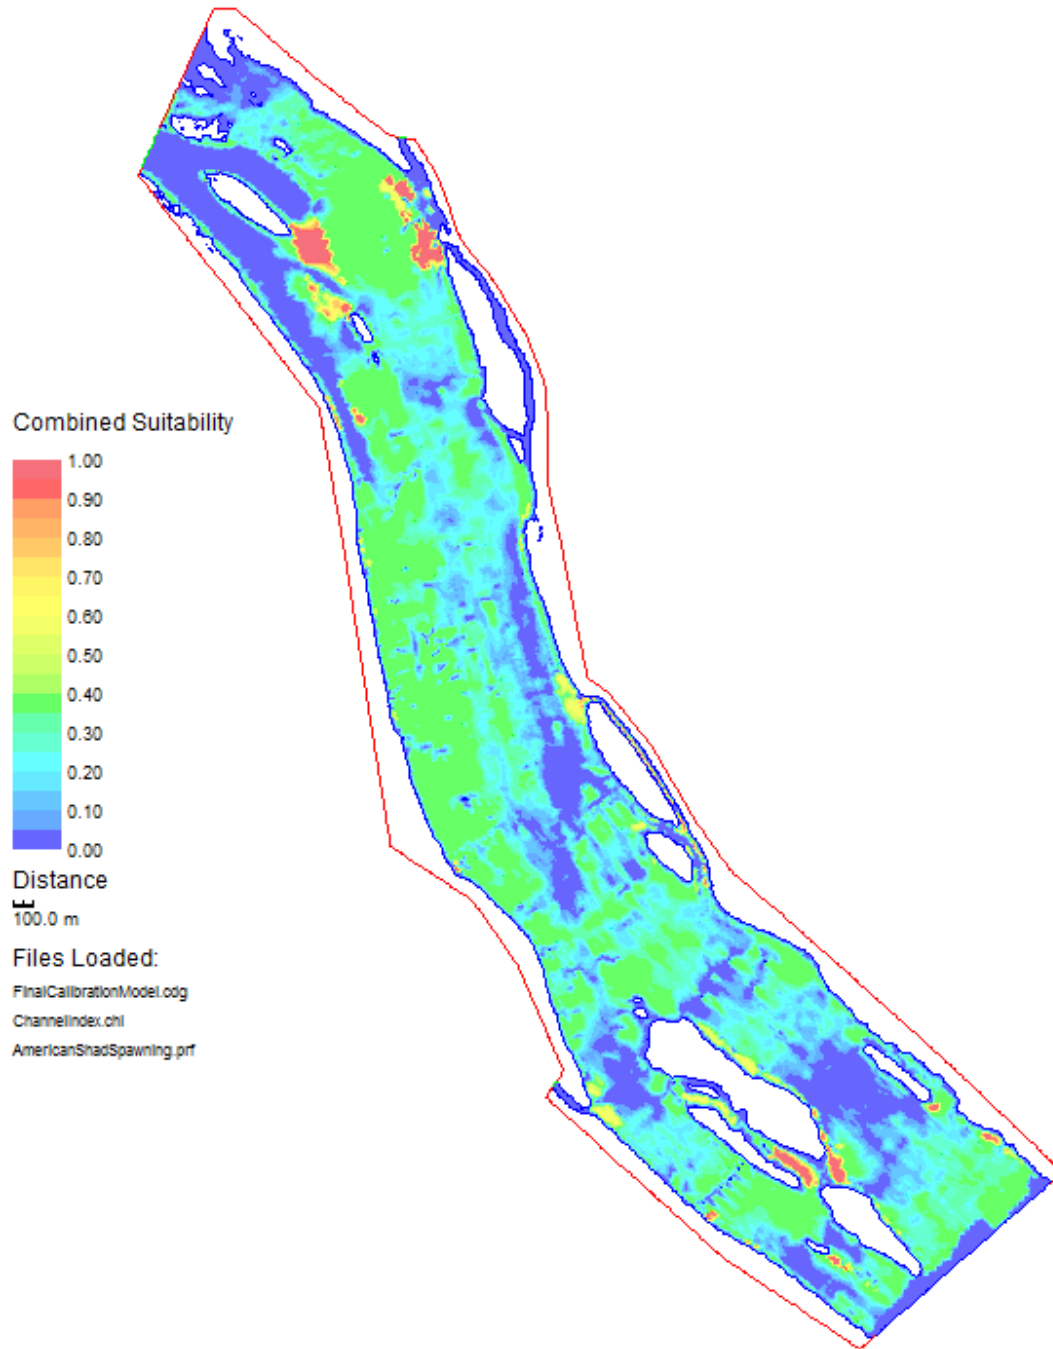 Combined Suitability
1.00
0.90
0.80
0.70
0.60
0.50
0.40
0.30
0.20
0.10
0.00
Distance
100.0 m
Files Loaded:
FinalCalibrationModel.cdg
ChannelIndex.chi
AmericanShadSpawning.prf